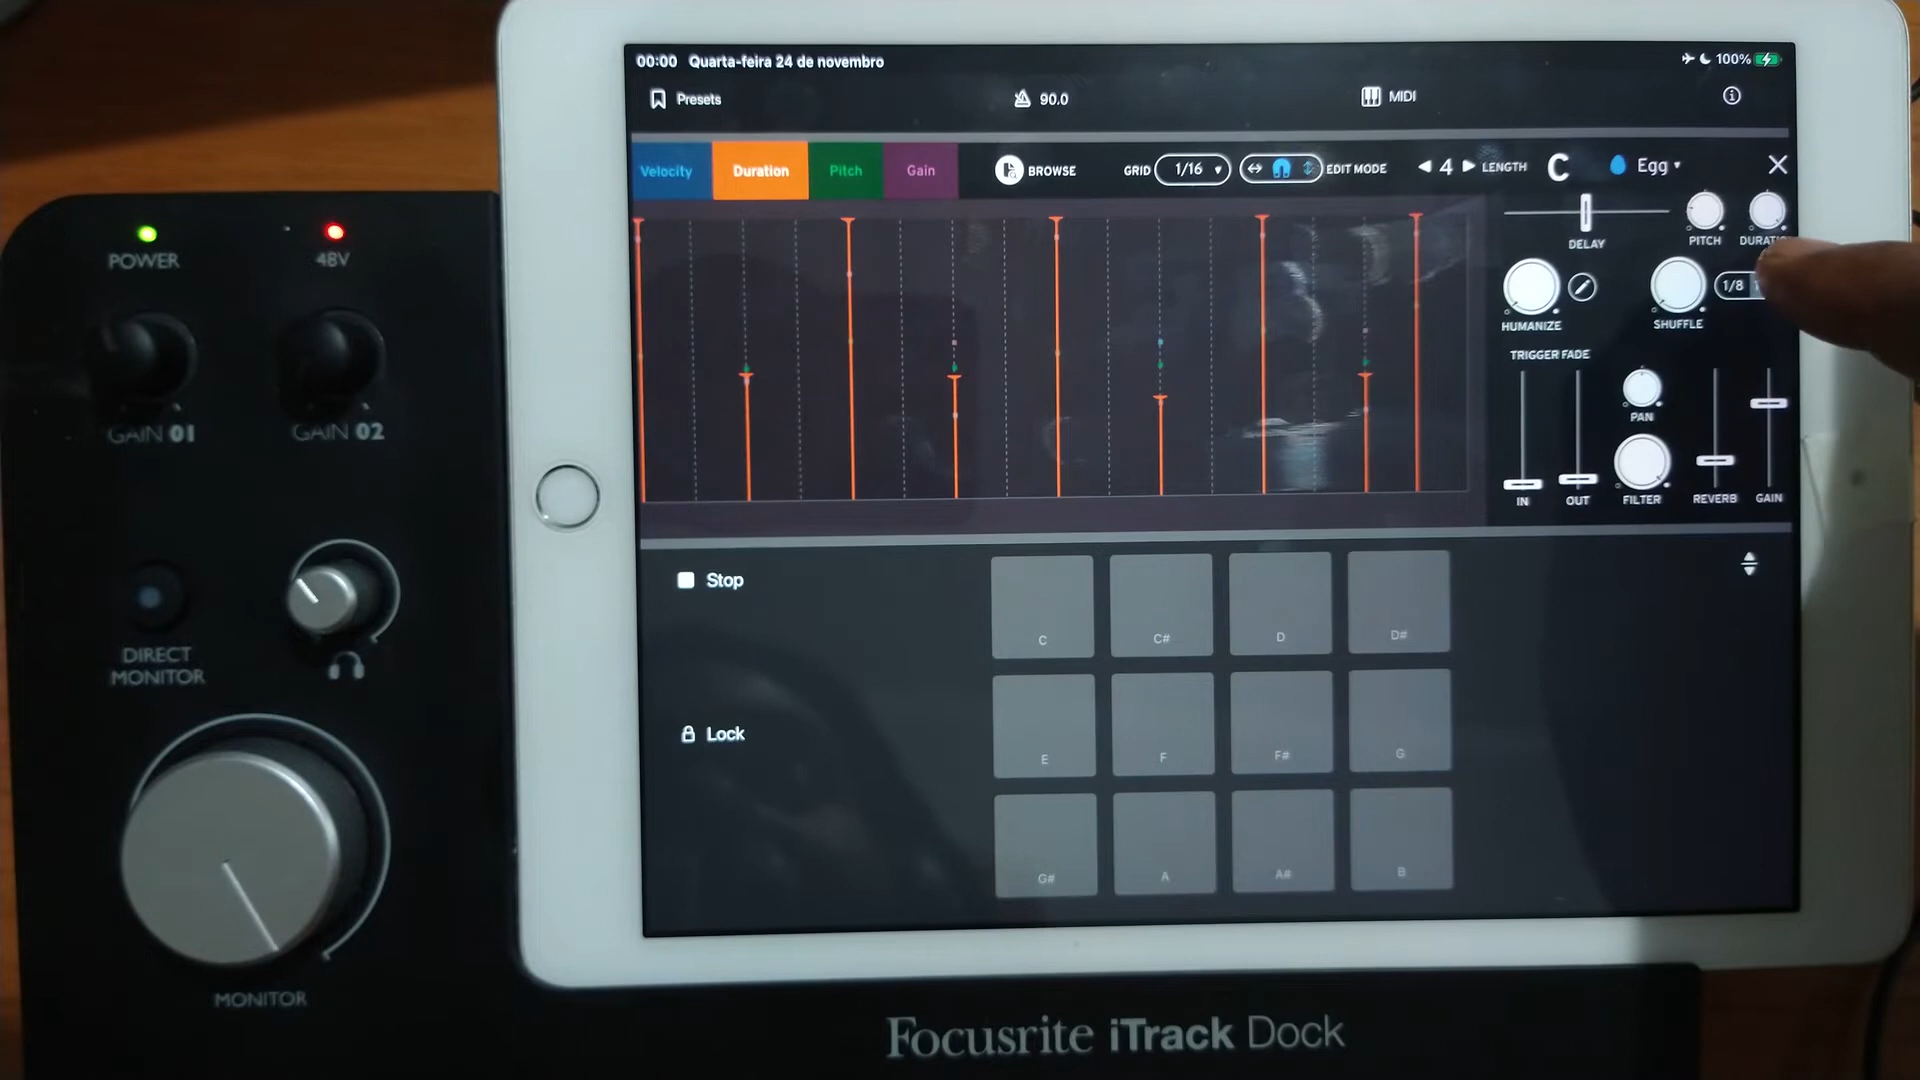 00:00 Quarta-feira 24 de novembro
100%
Presets
90.0
MIDI
Velocity
Duration
Pitch
Gain
BROWSE
GRID
1/16
EDIT MODE
4
LENGTH
C
Egg
DELAY
PITCH
HUMANIZE
SHUFFLE
1/8
TRIGGER FADE
PAN
IN
OUT
FILTER
REVERB
GAIN
Stop
C
C#
D
D#
Lock
E
F
F#
G
G#
A
A#
B
POWER
48V
GAIN 01
GAIN 02
DIRECT
MONITOR
MONITOR
Focusrite iTrack Dock